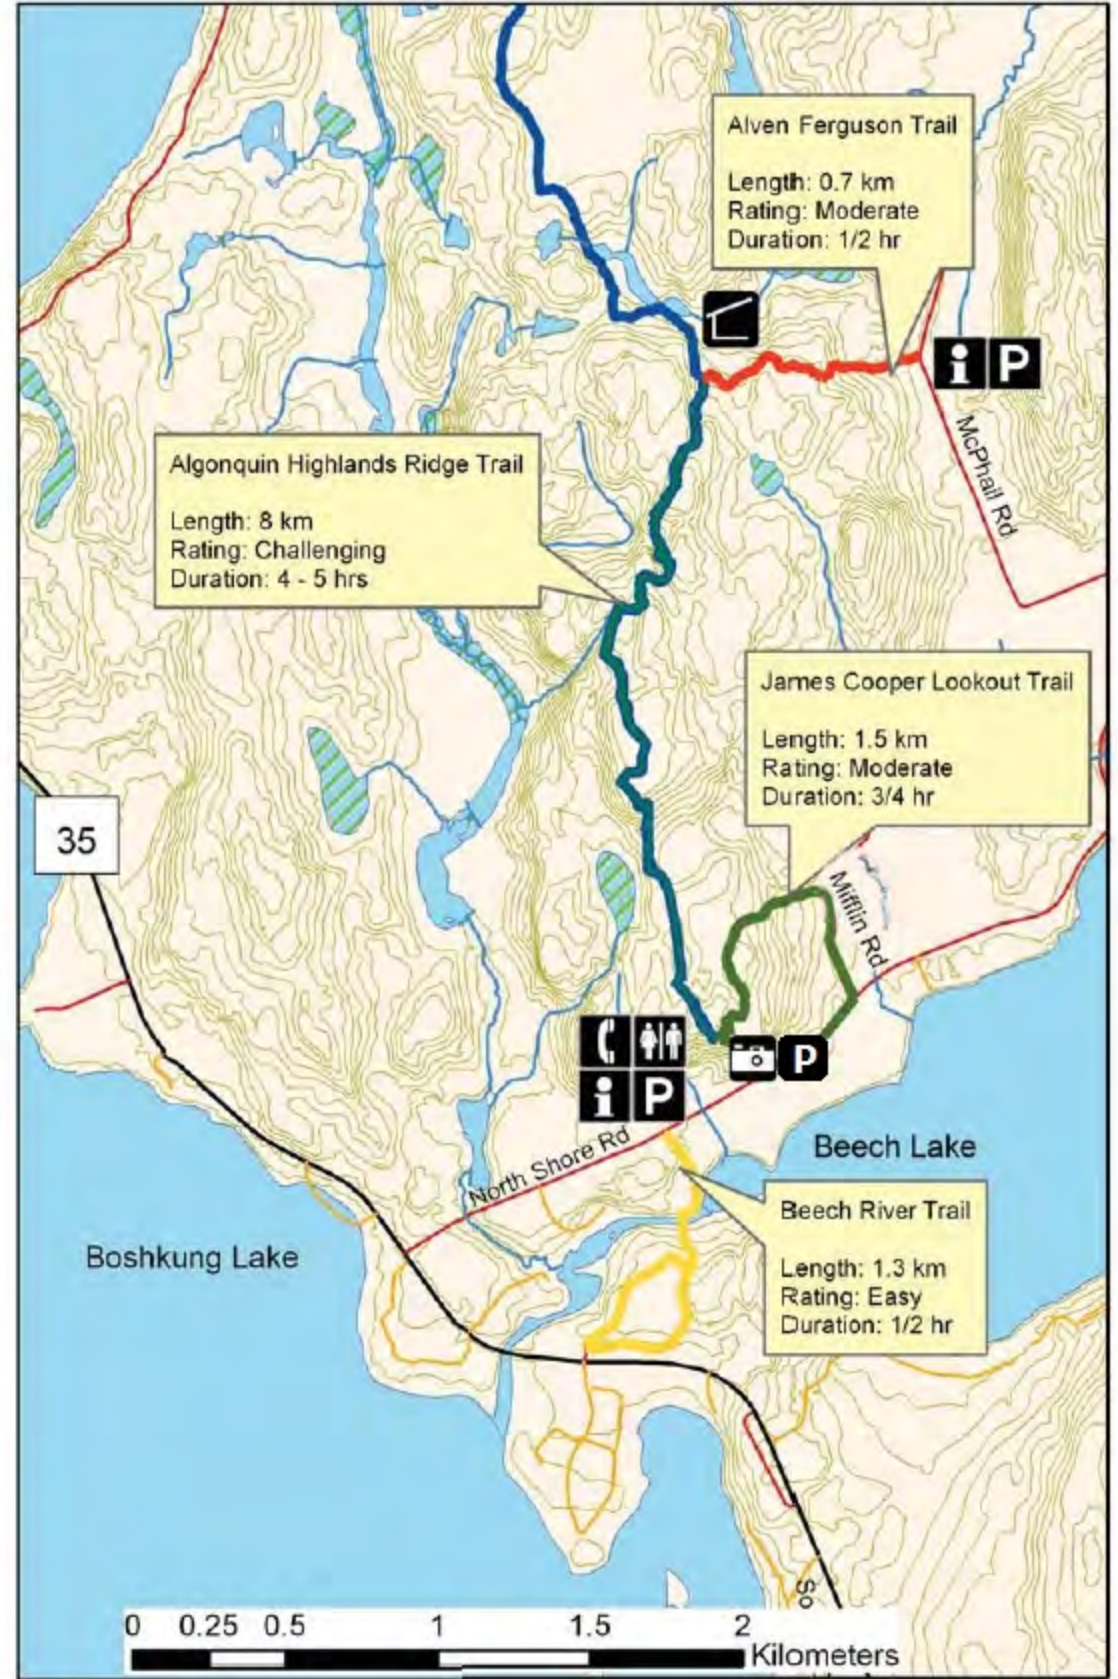 Alven Ferguson Trail
Length: 0.7 km
Rating: Moderate
Duration: 1/2 hr
i P
McPhail Rd
Algonquin Highlands Ridge Trail
Length: 8 km
Rating: Challenging
Duration: 4 - 5 hrs
James Cooper Lookout Trail
Length: 1.5 km
Rating: Moderate
Duration: 3/4 hr
35
Mifflin Rd
P
i P
North Shore Rd
Beech Lake
Beech River Trail
Length: 1.3 km
Rating: Easy
Duration: 1/2 hr
Boshkung Lake
So
0 0.25 0.5 1 1.5 2
Kilometers